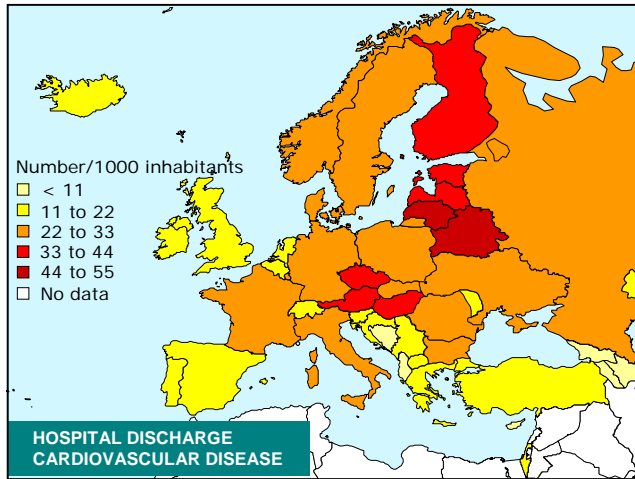 Number/1000 inhabitants
< 11
11 to 22
22 to 33
33 to 44
44 to 55
No data
HOSPITAL DISCHARGE
CARDIOVASCULAR DISEASE